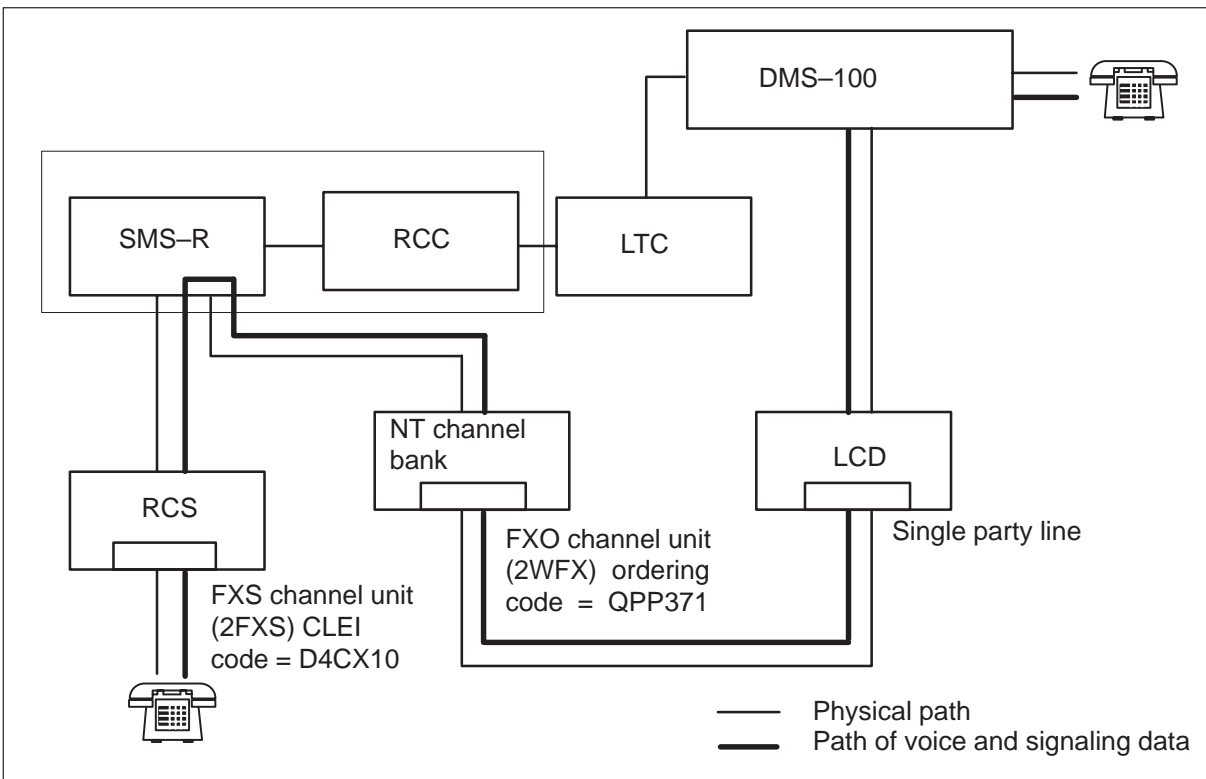 DMS–100
SMS–R
RCC
LTC
NT channel
bank
LCD
RCS
Single party line
FXO channel unit
(2WFX) ordering
code = QPP371
FXS channel unit
(2FXS) CLEI
code = D4CX10
Physical path
Path of voice and signaling data